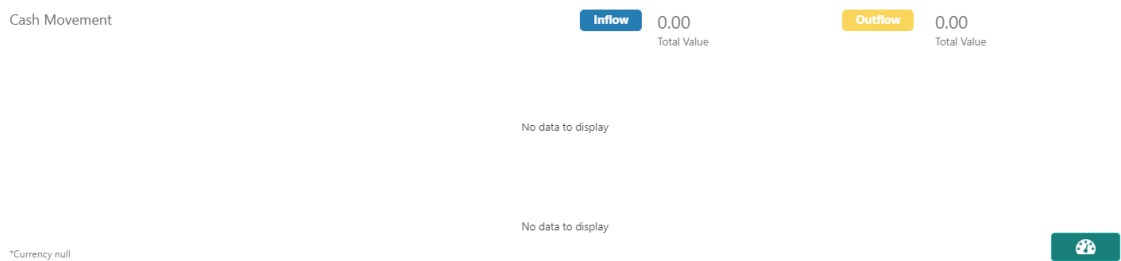 Cash Movement
Inflow 0.00
Total Value
Outflow 0.00
Total Value
No data to display
No data to display
*Currency null